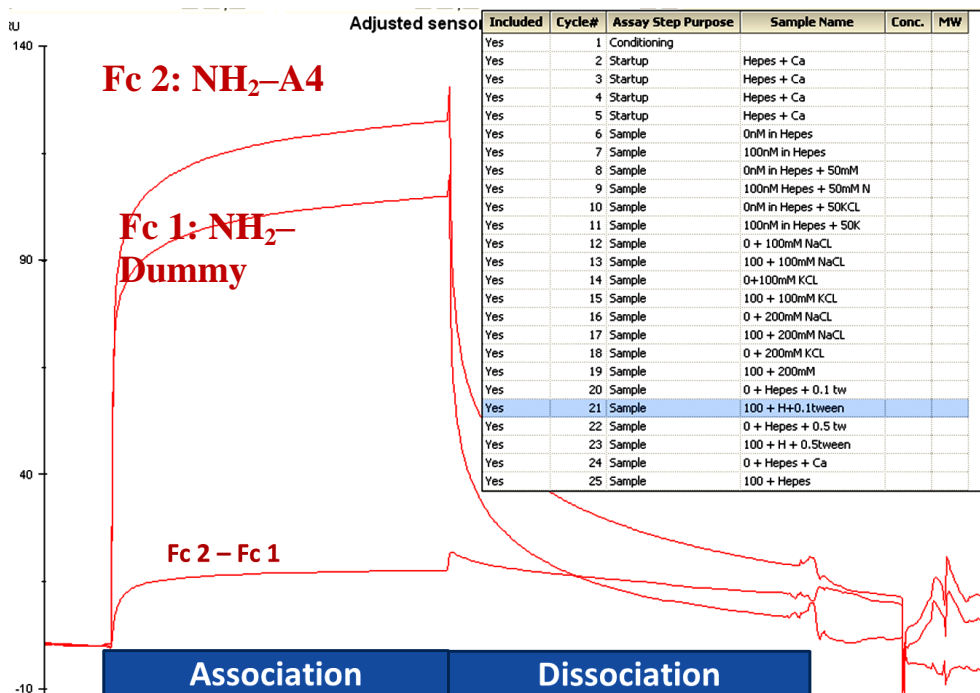 RU
Adjusted sensor
140
90
40
-10
Fc 2: NH₂–A4
Fc 1: NH₂–
Dummy
Fc 2 – Fc 1
Association
Dissociation
Included Cycle# Assay Step Purpose Sample Name Conc. MW
Yes 1 Conditioning
Yes 2 Startup Hepes + Ca
Yes 3 Startup Hepes + Ca
Yes 4 Startup Hepes + Ca
Yes 5 Startup Hepes + Ca
Yes 6 Sample 0nM in Hepes
Yes 7 Sample 100nM in Hepes
Yes 8 Sample 0nM in Hepes + 50mM
Yes 9 Sample 100nM Hepes + 50mM N
Yes 10 Sample 0nM in Hepes + 50KCL
Yes 11 Sample 100nM in Hepes + 50K
Yes 12 Sample 0 + 100mM NaCL
Yes 13 Sample 100 + 100mM NaCL
Yes 14 Sample 0+100mM KCL
Yes 15 Sample 100 + 100mM KCL
Yes 16 Sample 0 + 200mM NaCL
Yes 17 Sample 100 + 200mM NaCL
Yes 18 Sample 0 + 200mM KCL
Yes 19 Sample 100 + 200mM
Yes 20 Sample 0 + Hepes + 0.1 tw
Yes 21 Sample 100 + H+0.1tween
Yes 22 Sample 0 + Hepes + 0.5 tw
Yes 23 Sample 100 + H + 0.5tween
Yes 24 Sample 0 + Hepes + Ca
Yes 25 Sample 100 + Hepes